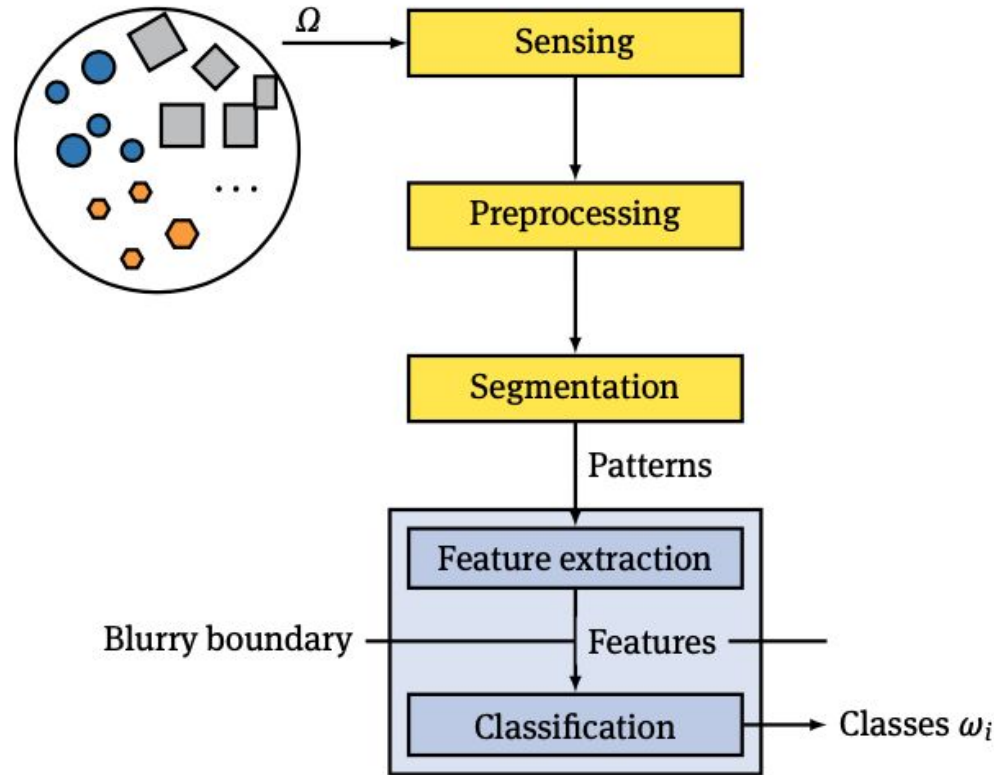 Ω
Sensing
Preprocessing
. . .
Segmentation
Patterns
Feature extraction
Blurry boundary
Features
Classification
Classes ωi